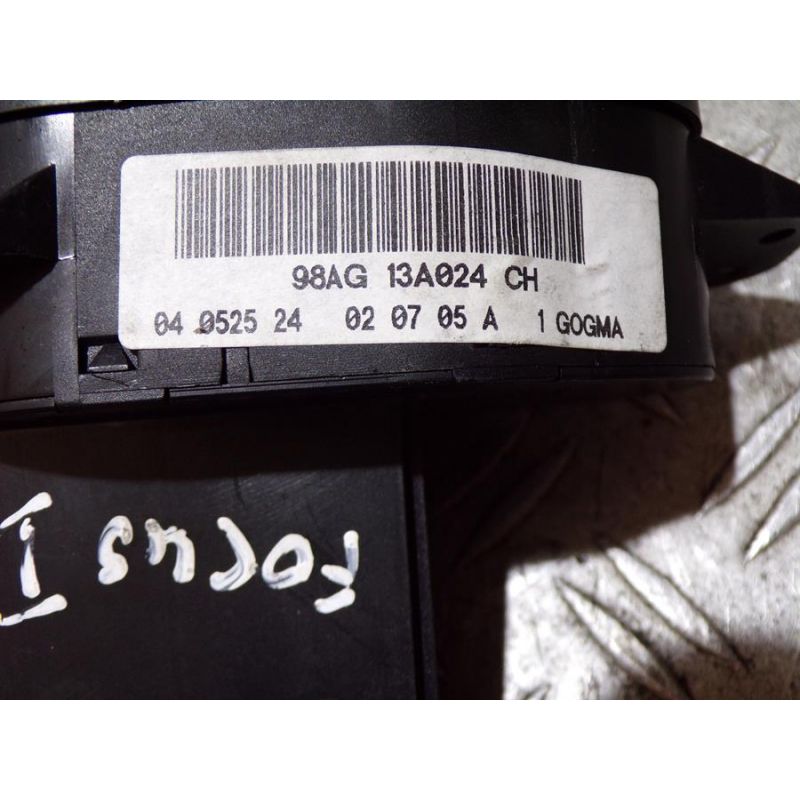 98AG 13A024 CH
04 0525 24 02 07 05 A 1 GOGMA
FOCUS I